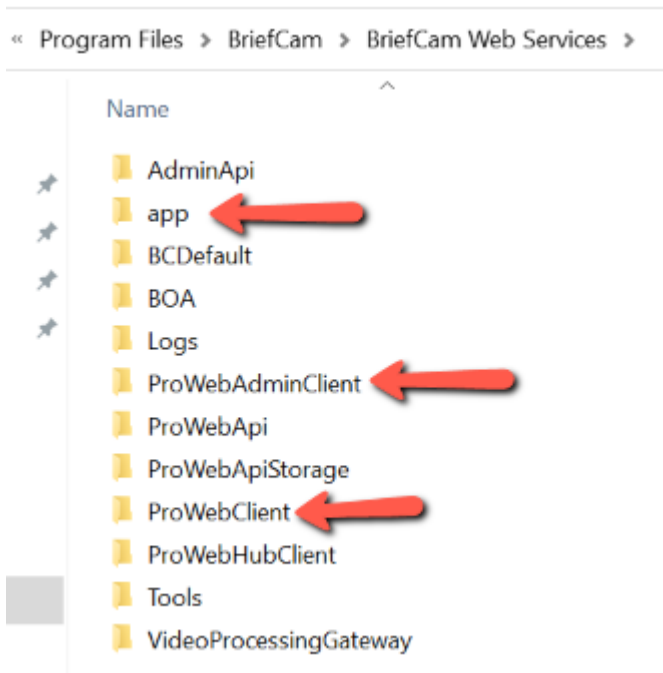 « Program Files > BriefCam > BriefCam Web Services >
Name
AdminApi
app
BCDefault
BOA
Logs
ProWebAdminClient
ProWebApi
ProWebApiStorage
ProWebClient
ProWebHubClient
Tools
VideoProcessingGateway